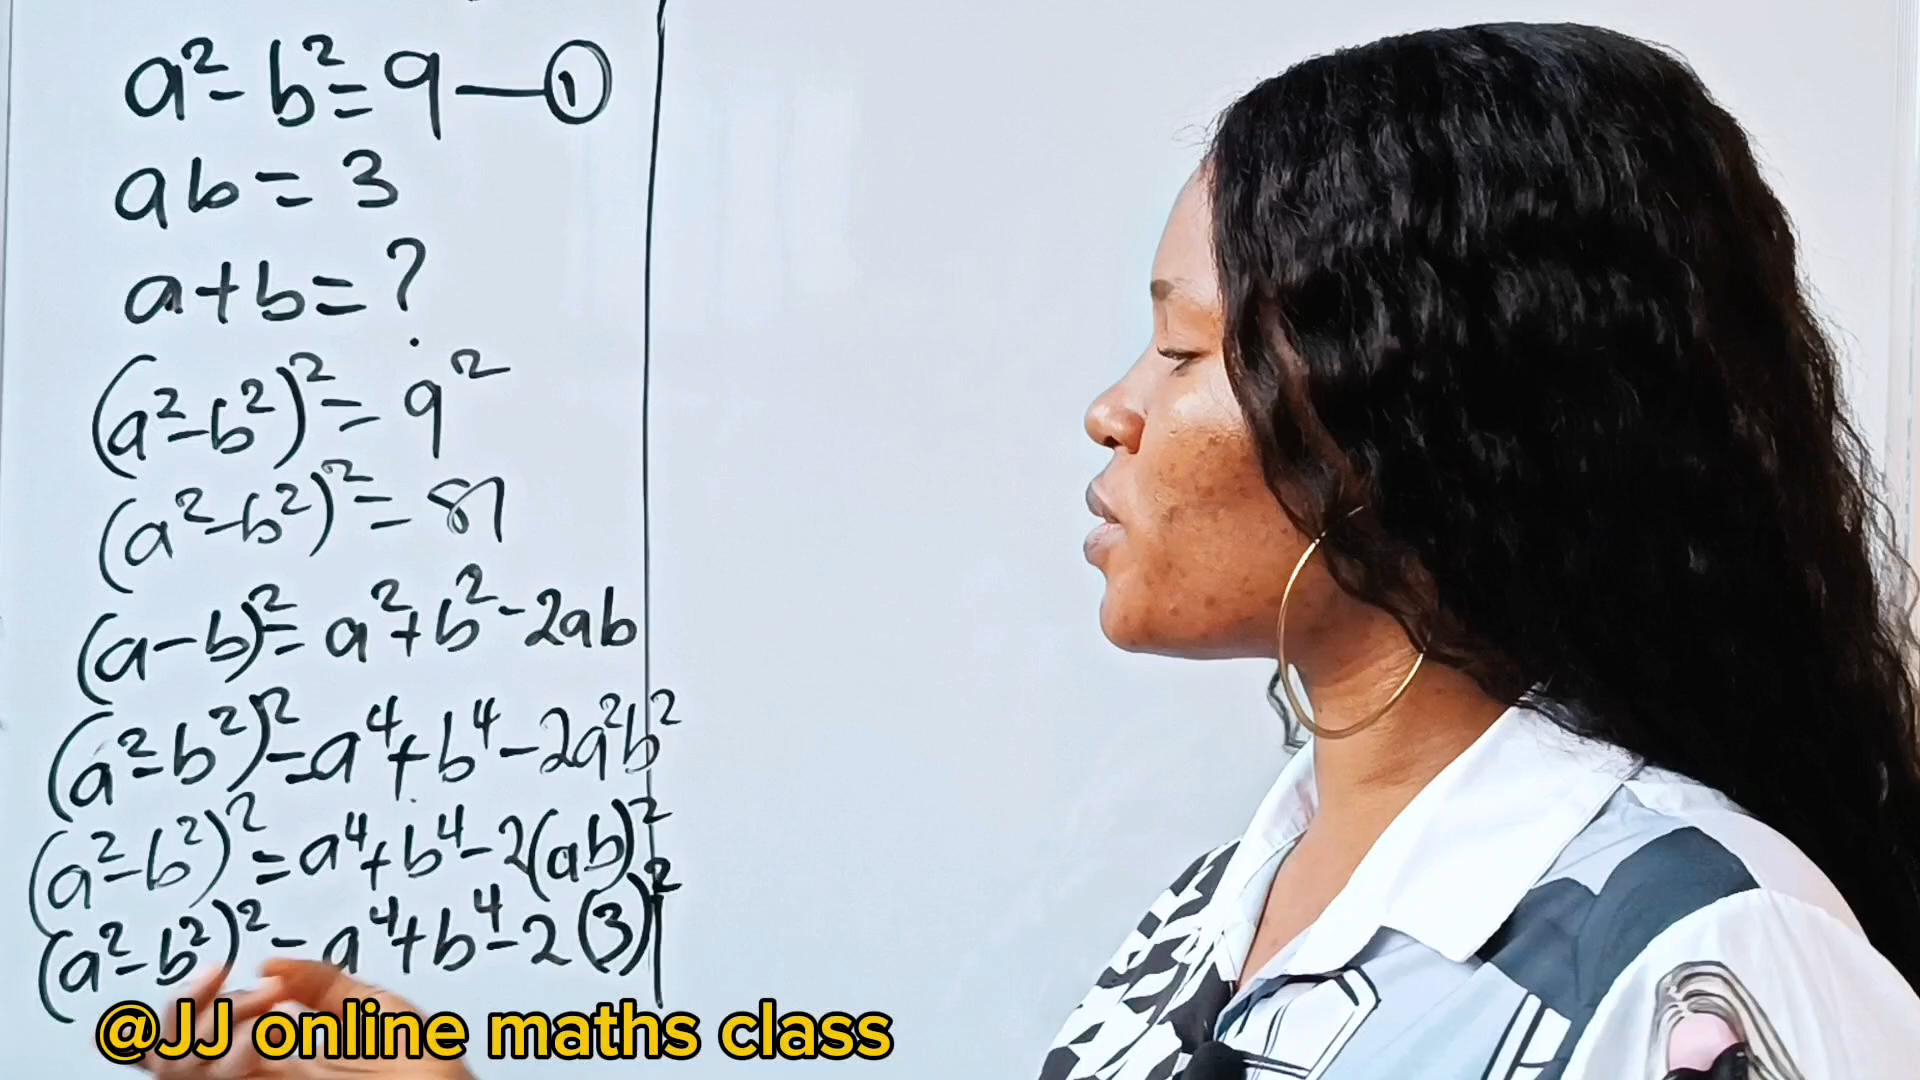 a² - b² = 9 — ①
ab = 3
a + b = ?
(a² - b²)² = 9²
(a² - b²)² = 81
(a - b)² = a² + b² - 2ab
(a² - b²)² = a⁴ + b⁴ - 2a²b²
(a² - b²)² = a⁴ + b⁴ - 2(ab)²
(a² - b²)² - a⁴ + b⁴ - 2(3)²
@JJ online maths class